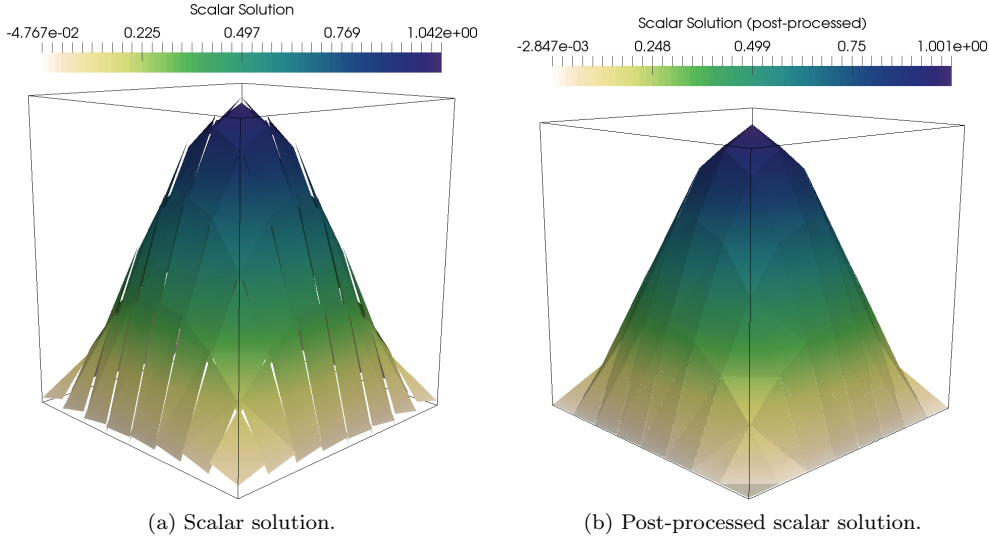 Scalar Solution
-4.767e-02 0.225 0.497 0.769 1.042e+00
Scalar Solution (post-processed)
-2.847e-03 0.248 0.499 0.75 1.001e+00
(a) Scalar solution.
(b) Post-processed scalar solution.